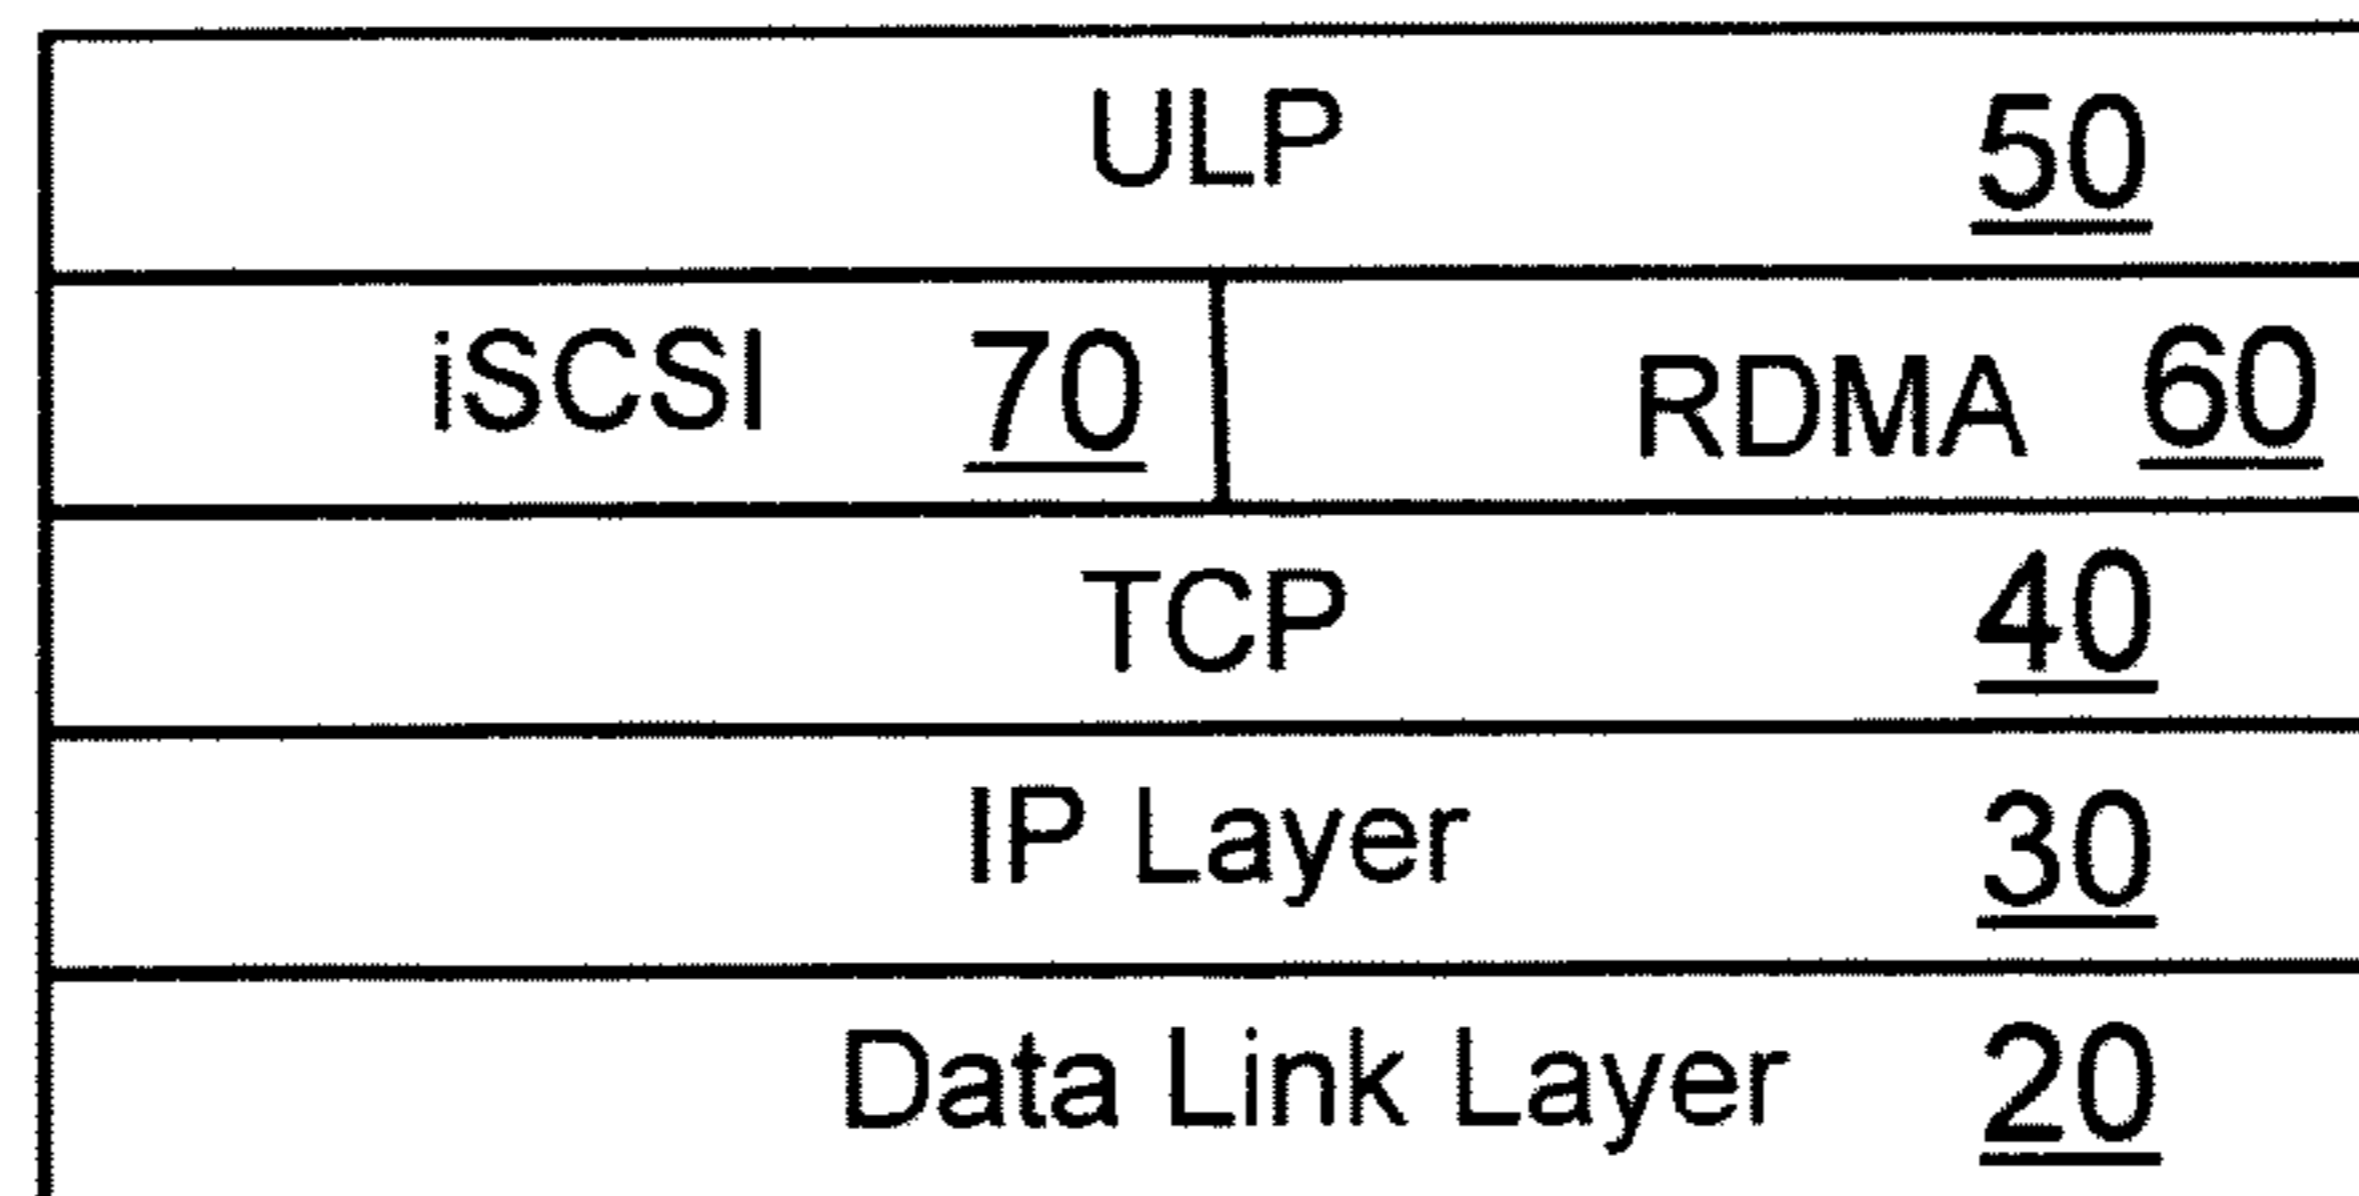 ULP 50
iSCSI 70 RDMA 60
TCP 40
IP Layer 30
Data Link Layer 20